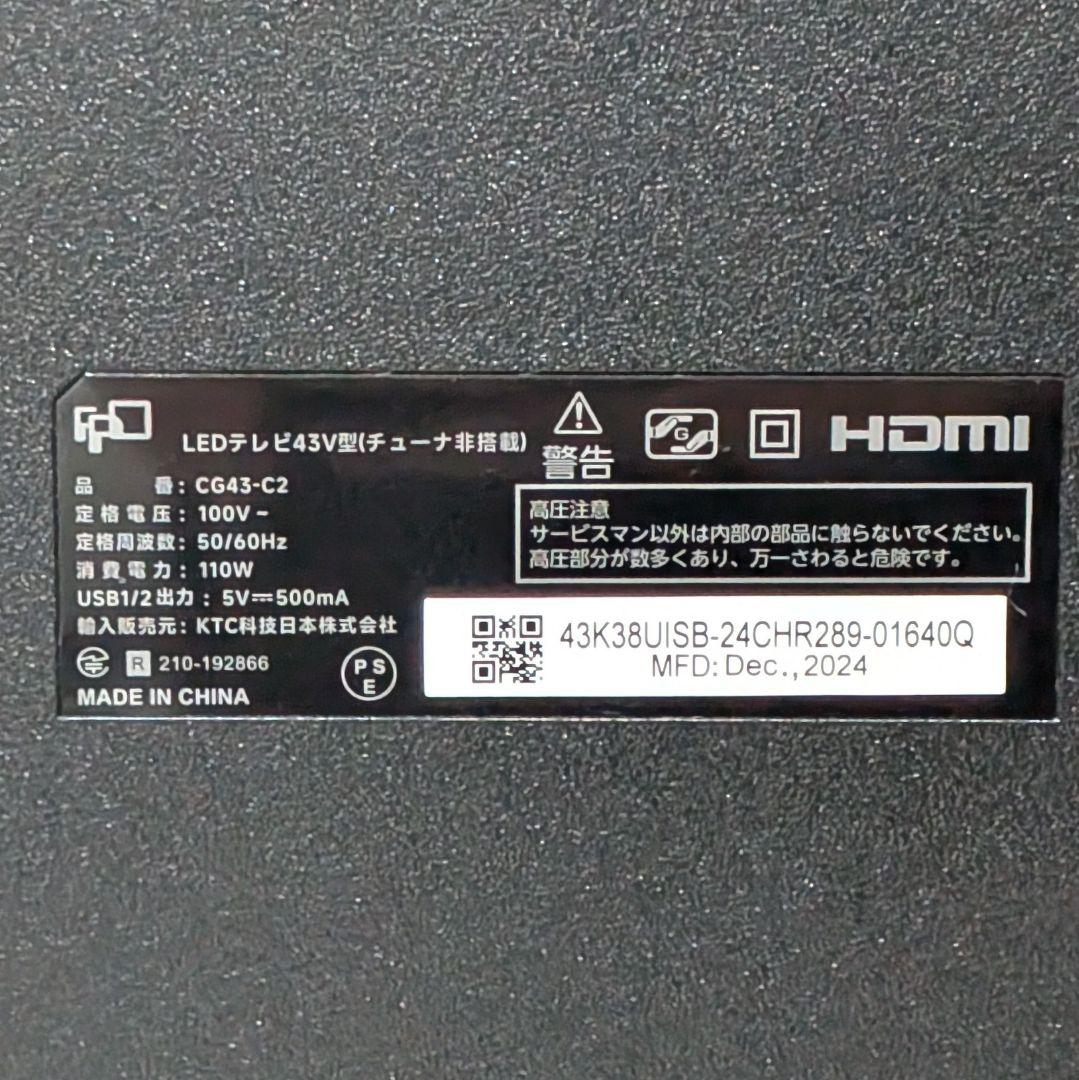 FPD
LEDテレビ43V型(チューナ非搭載)
品番: CG43-C2
定格電圧: 100V~
定格周波数: 50/60Hz
消費電力: 110W
USB1/2出力: 5V⎓500mA
輸入販売元: KTC科技日本株式会社
R 210-192866
PSE
MADE IN CHINA
警告
G
HDMI
高圧注意
サービスマン以外は内部の部品に触らないでください。
高圧部分が数多くあり、万一さわると危険です。
43K38UISB-24CHR289-01640Q
MFD: Dec.,2024